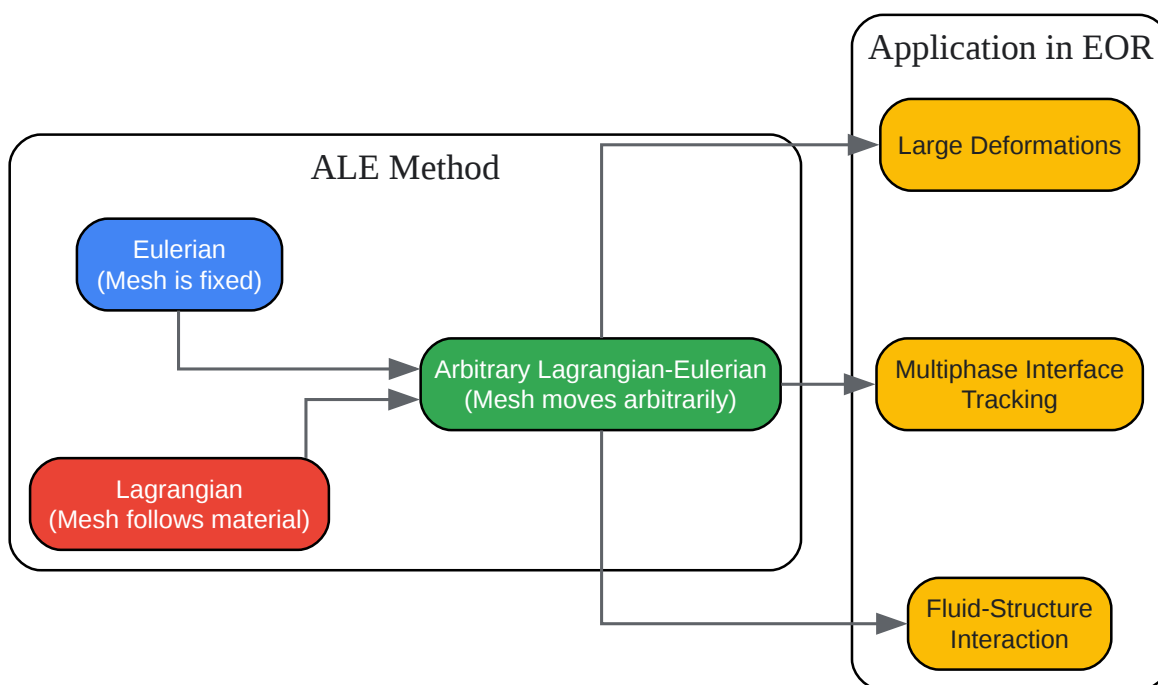 ALE Method
Eulerian
(Mesh is fixed)
Lagrangian
(Mesh follows material)
Arbitrary Lagrangian-Eulerian
(Mesh moves arbitrarily)
Application in EOR
Large Deformations
Multiphase Interface
Tracking
Fluid-Structure
Interaction